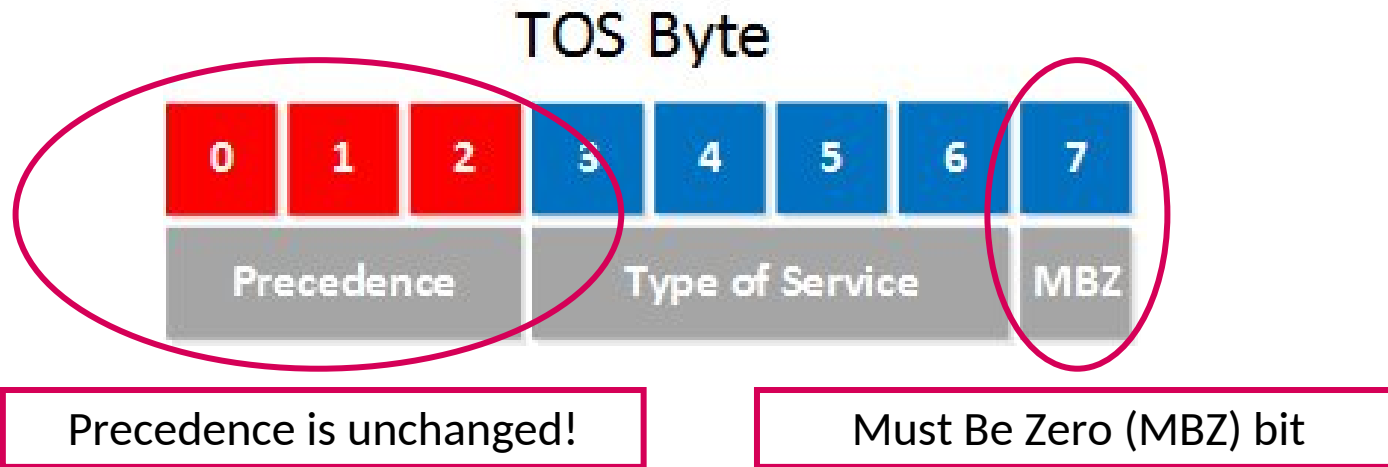 TOS Byte
0 1 2 3 4 5 6 7
Precedence Type of Service MBZ
Precedence is unchanged! Must Be Zero (MBZ) bit